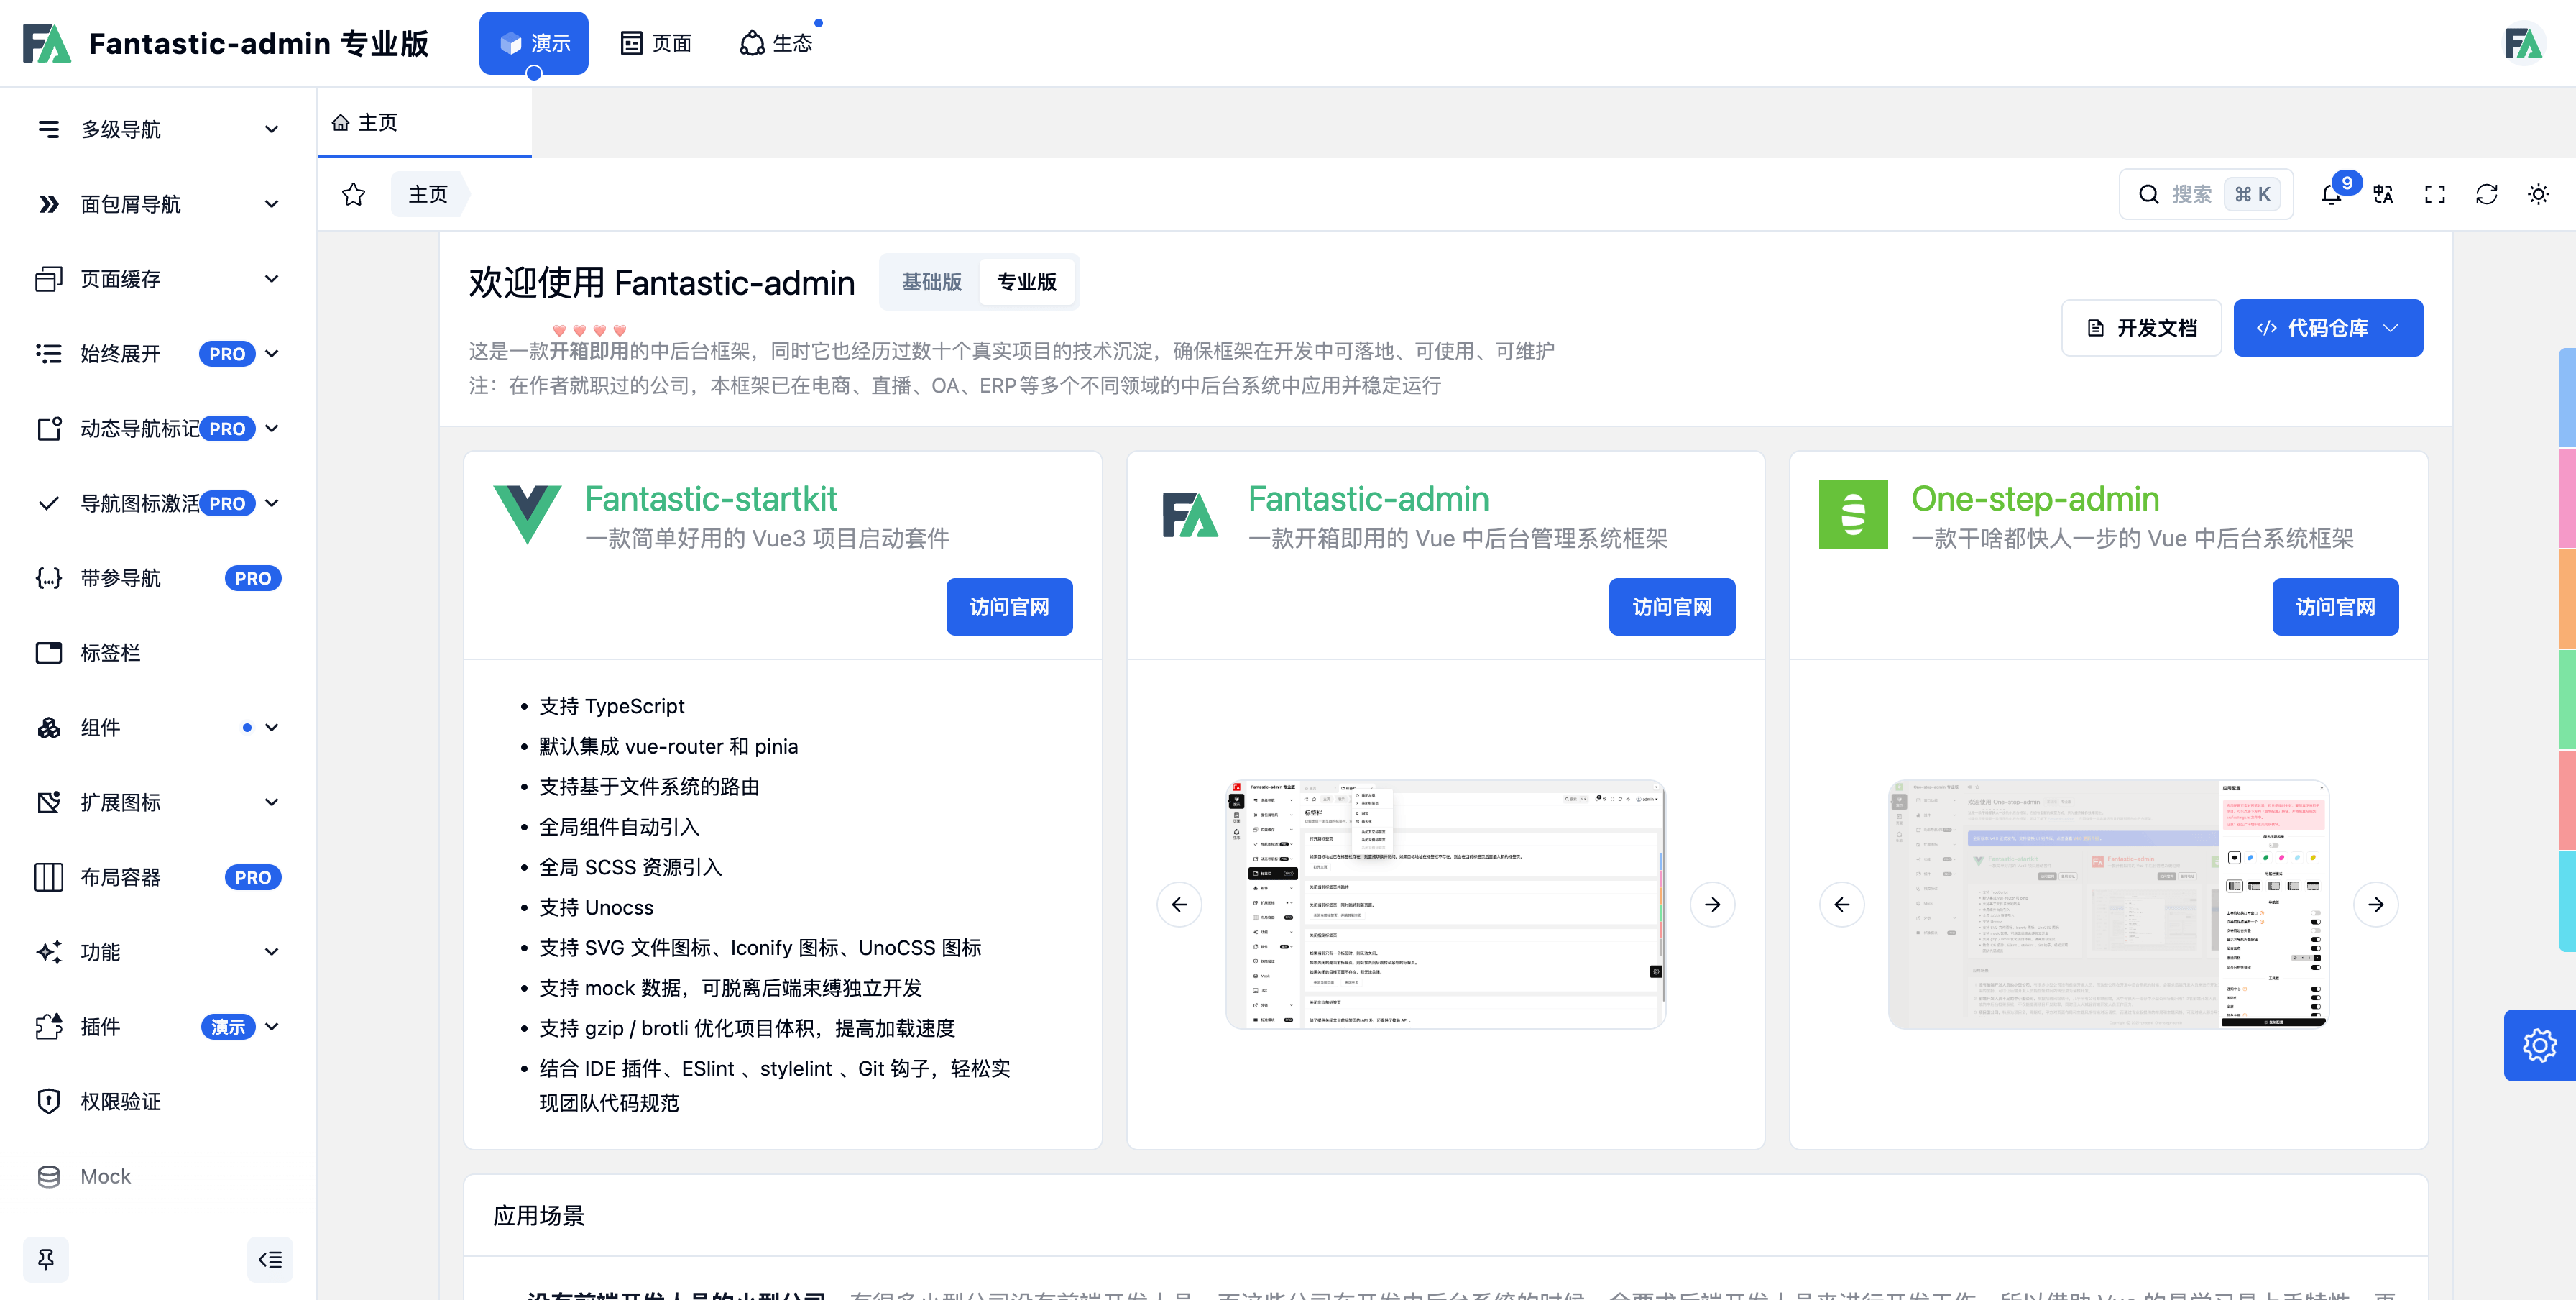 Fantastic-admin 专业版
演示
页面
生态
多级导航
面包屑导航
页面缓存
始终展开 PRO
动态导航标记 PRO
导航图标激活 PRO
带参导航 PRO
标签栏
组件
扩展图标
布局容器 PRO
功能
插件 演示
权限验证
Mock
主页
主页
搜索 ⌘ K
9
欢迎使用 Fantastic-admin
基础版
专业版
这是一款开箱即用的中后台框架，同时它也经历过数十个真实项目的技术沉淀，确保框架在开发中可落地、可使用、可维护
注：在作者就职过的公司，本框架已在电商、直播、OA、ERP等多个不同领域的中后台系统中应用并稳定运行
开发文档
代码仓库
Fantastic-startkit
一款简单好用的 Vue3 项目启动套件
访问官网
支持 TypeScript
默认集成 vue-router 和 pinia
支持基于文件系统的路由
全局组件自动引入
全局 SCSS 资源引入
支持 Unocss
支持 SVG 文件图标、Iconify 图标、UnoCSS 图标
支持 mock 数据，可脱离后端束缚独立开发
支持 gzip / brotli 优化项目体积，提高加载速度
结合 IDE 插件、ESlint 、stylelint 、Git 钩子，轻松实
现团队代码规范
Fantastic-admin
一款开箱即用的 Vue 中后台管理系统框架
访问官网
One-step-admin
一款干啥都快人一步的 Vue 中后台系统框架
访问官网
应用场景